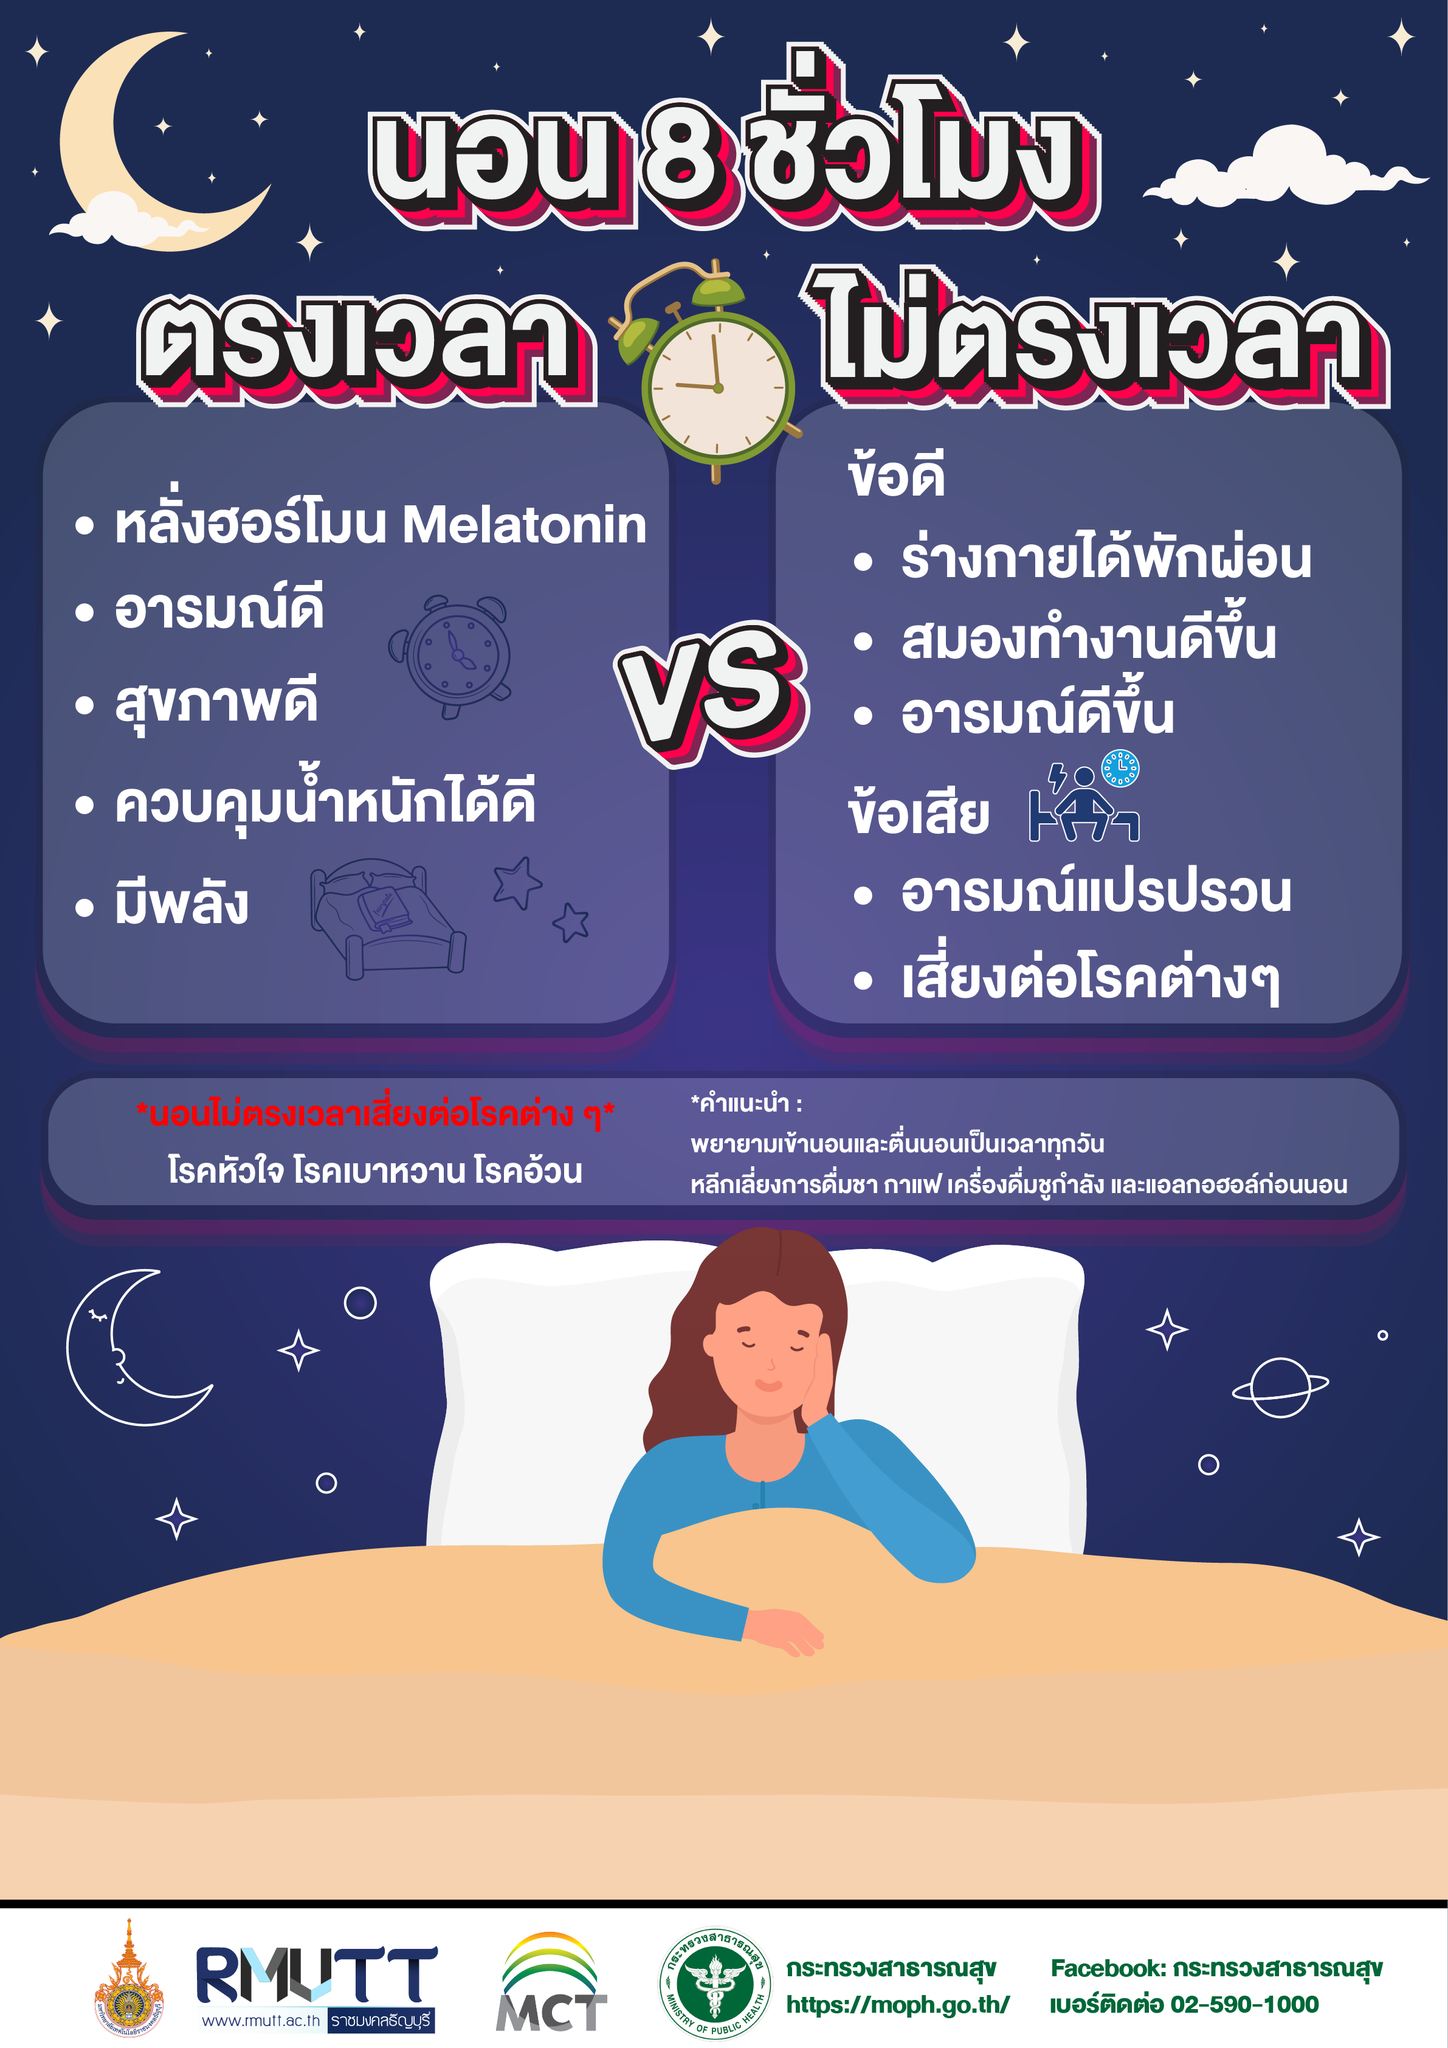 นอน 8 ชั่วโมง
ตรงเวลา
ไม่ตรงเวลา
• หลั่งฮอร์โมน Melatonin
• อารมณ์ดี
• สุขภาพดี
• ควบคุมน้ำหนักได้ดี
• มีพลัง
VS
ข้อดี
• ร่างกายได้พักผ่อน
• สมองทำงานดีขึ้น
• อารมณ์ดีขึ้น
ข้อเสีย
• อารมณ์แปรปรวน
• เสี่ยงต่อโรคต่างๆ
*นอนไม่ตรงเวลาเสี่ยงต่อโรคต่าง ๆ*
โรคหัวใจ โรคเบาหวาน โรคอ้วน
*คำแนะนำ :
พยายามเข้านอนและตื่นนอนเป็นเวลาทุกวัน
หลีกเลี่ยงการดื่มชา กาแฟ เครื่องดื่มชูกำลัง และแอลกอฮอล์ก่อนนอน
RMUTT
www.rmutt.ac.th ราชมงคลธัญบุรี
MCT
กระทรวงสาธารณสุข
MINISTRY OF PUBLIC HEALTH
กระทรวงสาธารณสุข
https://moph.go.th/
Facebook: กระทรวงสาธารณสุข
เบอร์ติดต่อ 02-590-1000